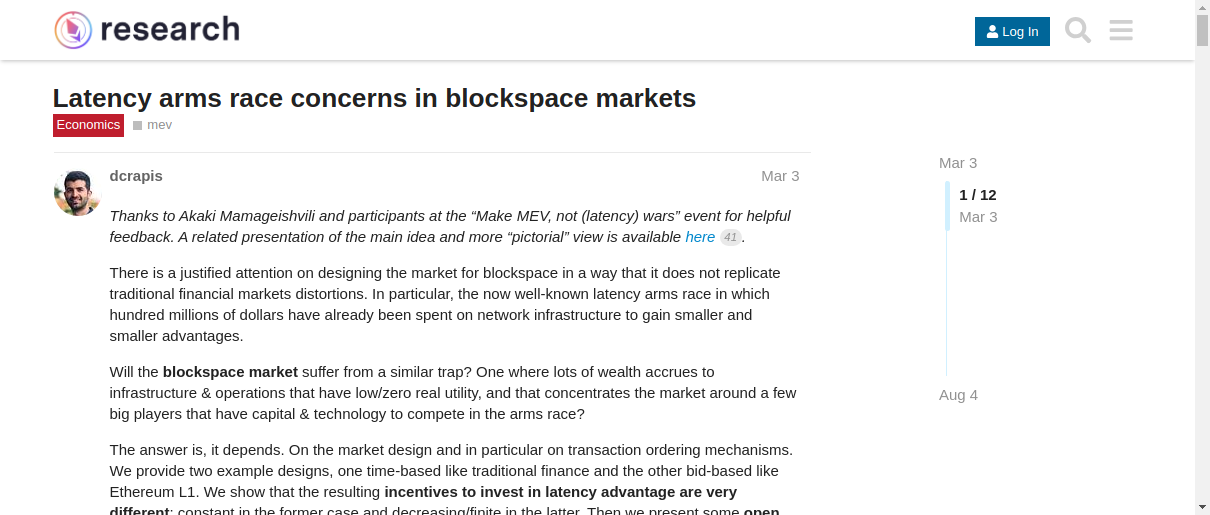 research
Log In
Latency arms race concerns in blockspace markets
Economics mev
dcrapis Mar 3
Thanks to Akaki Mamageishvili and participants at the “Make MEV, not (latency) wars” event for helpful
feedback. A related presentation of the main idea and more “pictorial” view is available here 41.
There is a justified attention on designing the market for blockspace in a way that it does not replicate
traditional financial markets distortions. In particular, the now well-known latency arms race in which
hundred millions of dollars have already been spent on network infrastructure to gain smaller and
smaller advantages.
Will the blockspace market suffer from a similar trap? One where lots of wealth accrues to
infrastructure & operations that have low/zero real utility, and that concentrates the market around a few
big players that have capital & technology to compete in the arms race?
The answer is, it depends. On the market design and in particular on transaction ordering mechanisms.
We provide two example designs, one time-based like traditional finance and the other bid-based like
Ethereum L1. We show that the resulting incentives to invest in latency advantage are very
different: constant in the former case and decreasing/finite in the latter. Then we present some open
Mar 3
1 / 12
Mar 3
Aug 4